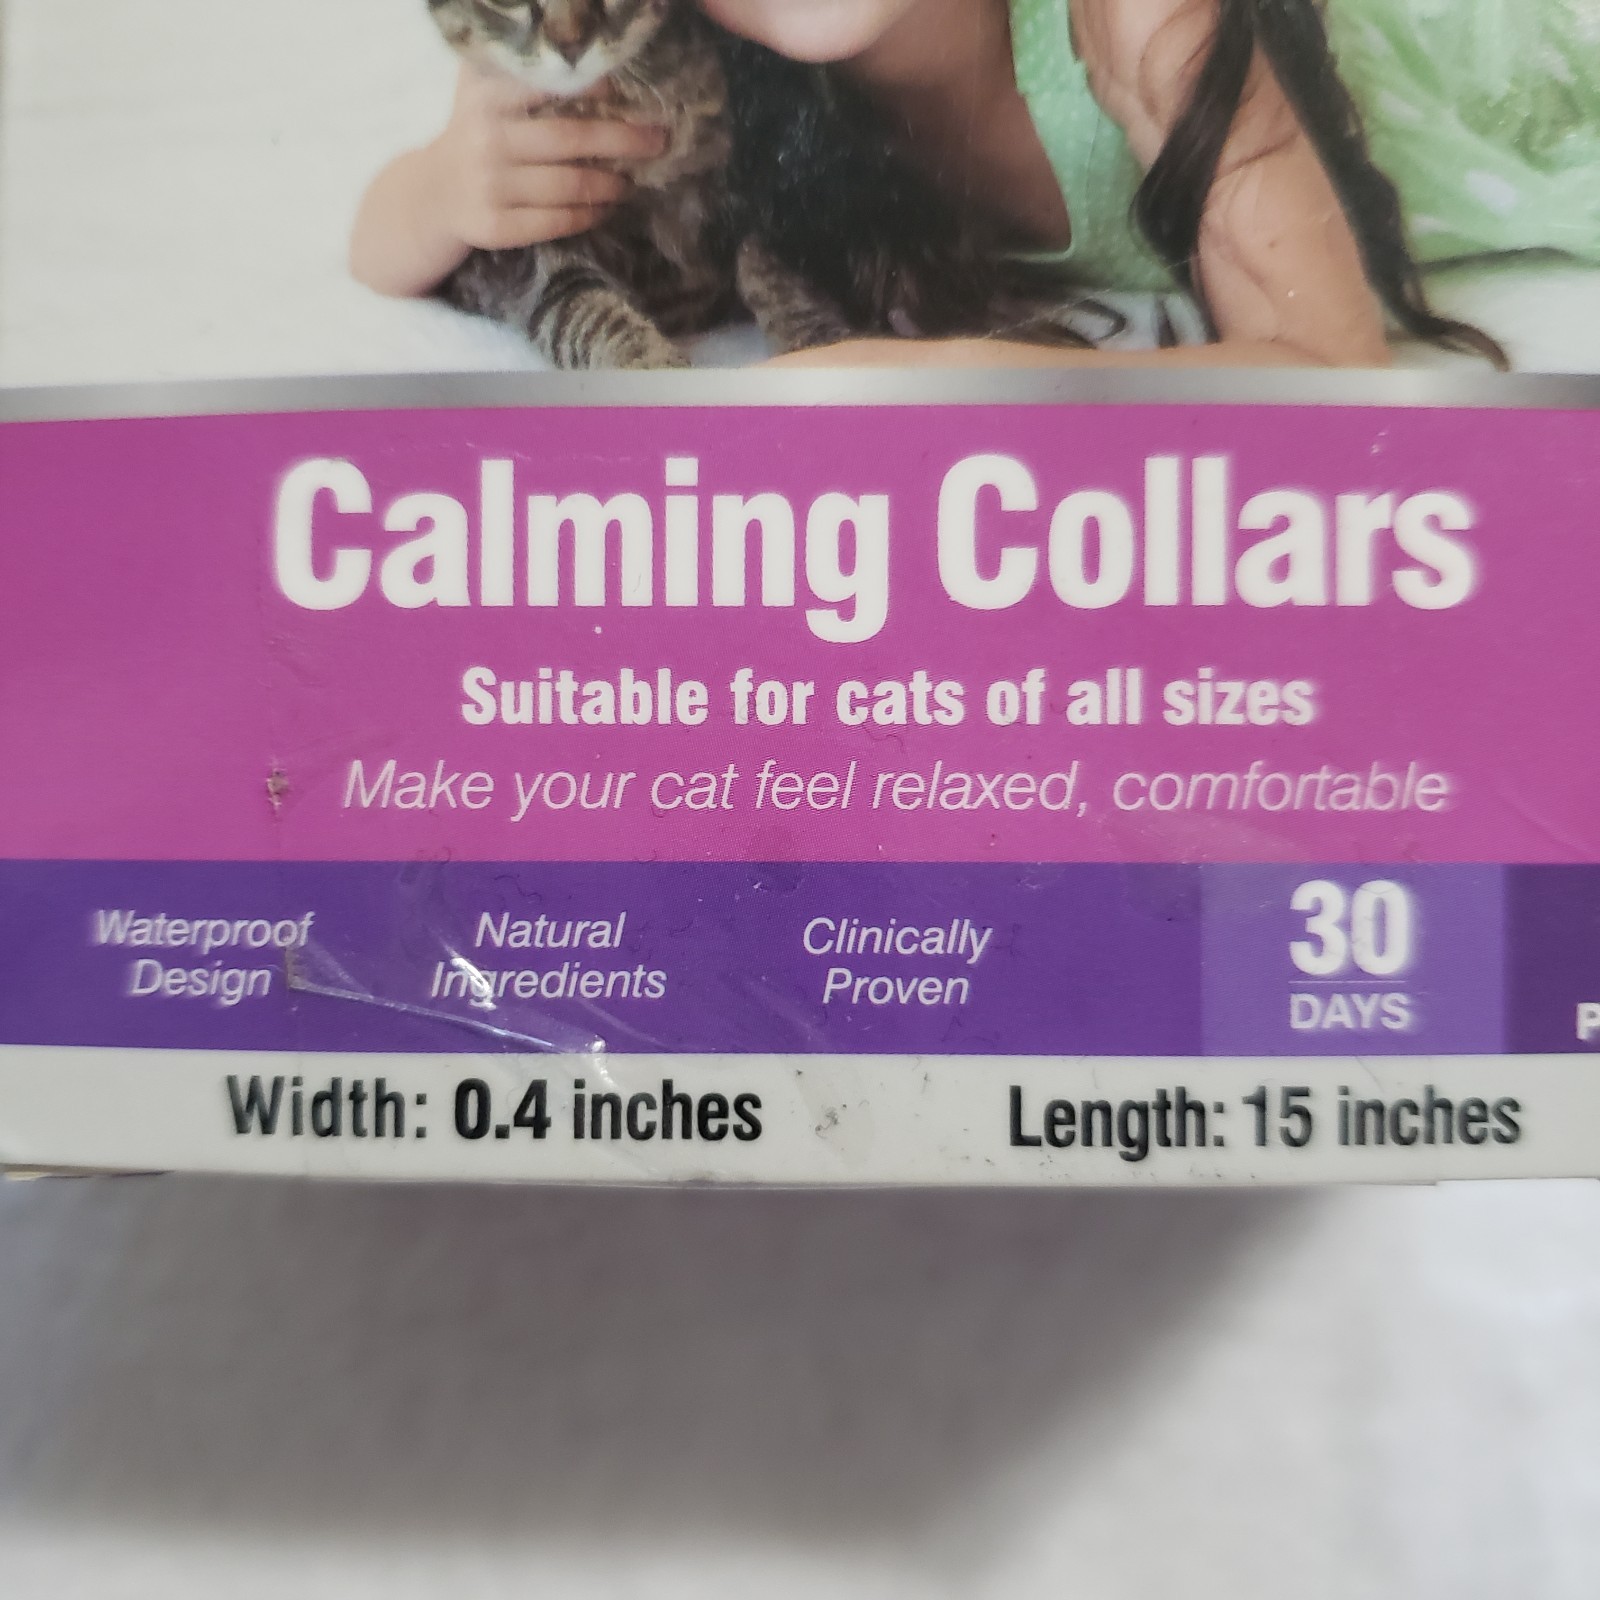 Calming Collars
Suitable for cats of all sizes
Make your cat feel relaxed, comfortable
Waterproof
Design
Natural
Ingredients
Clinically
Proven
30
DAYS
Width: 0.4 inches
Length: 15 inches